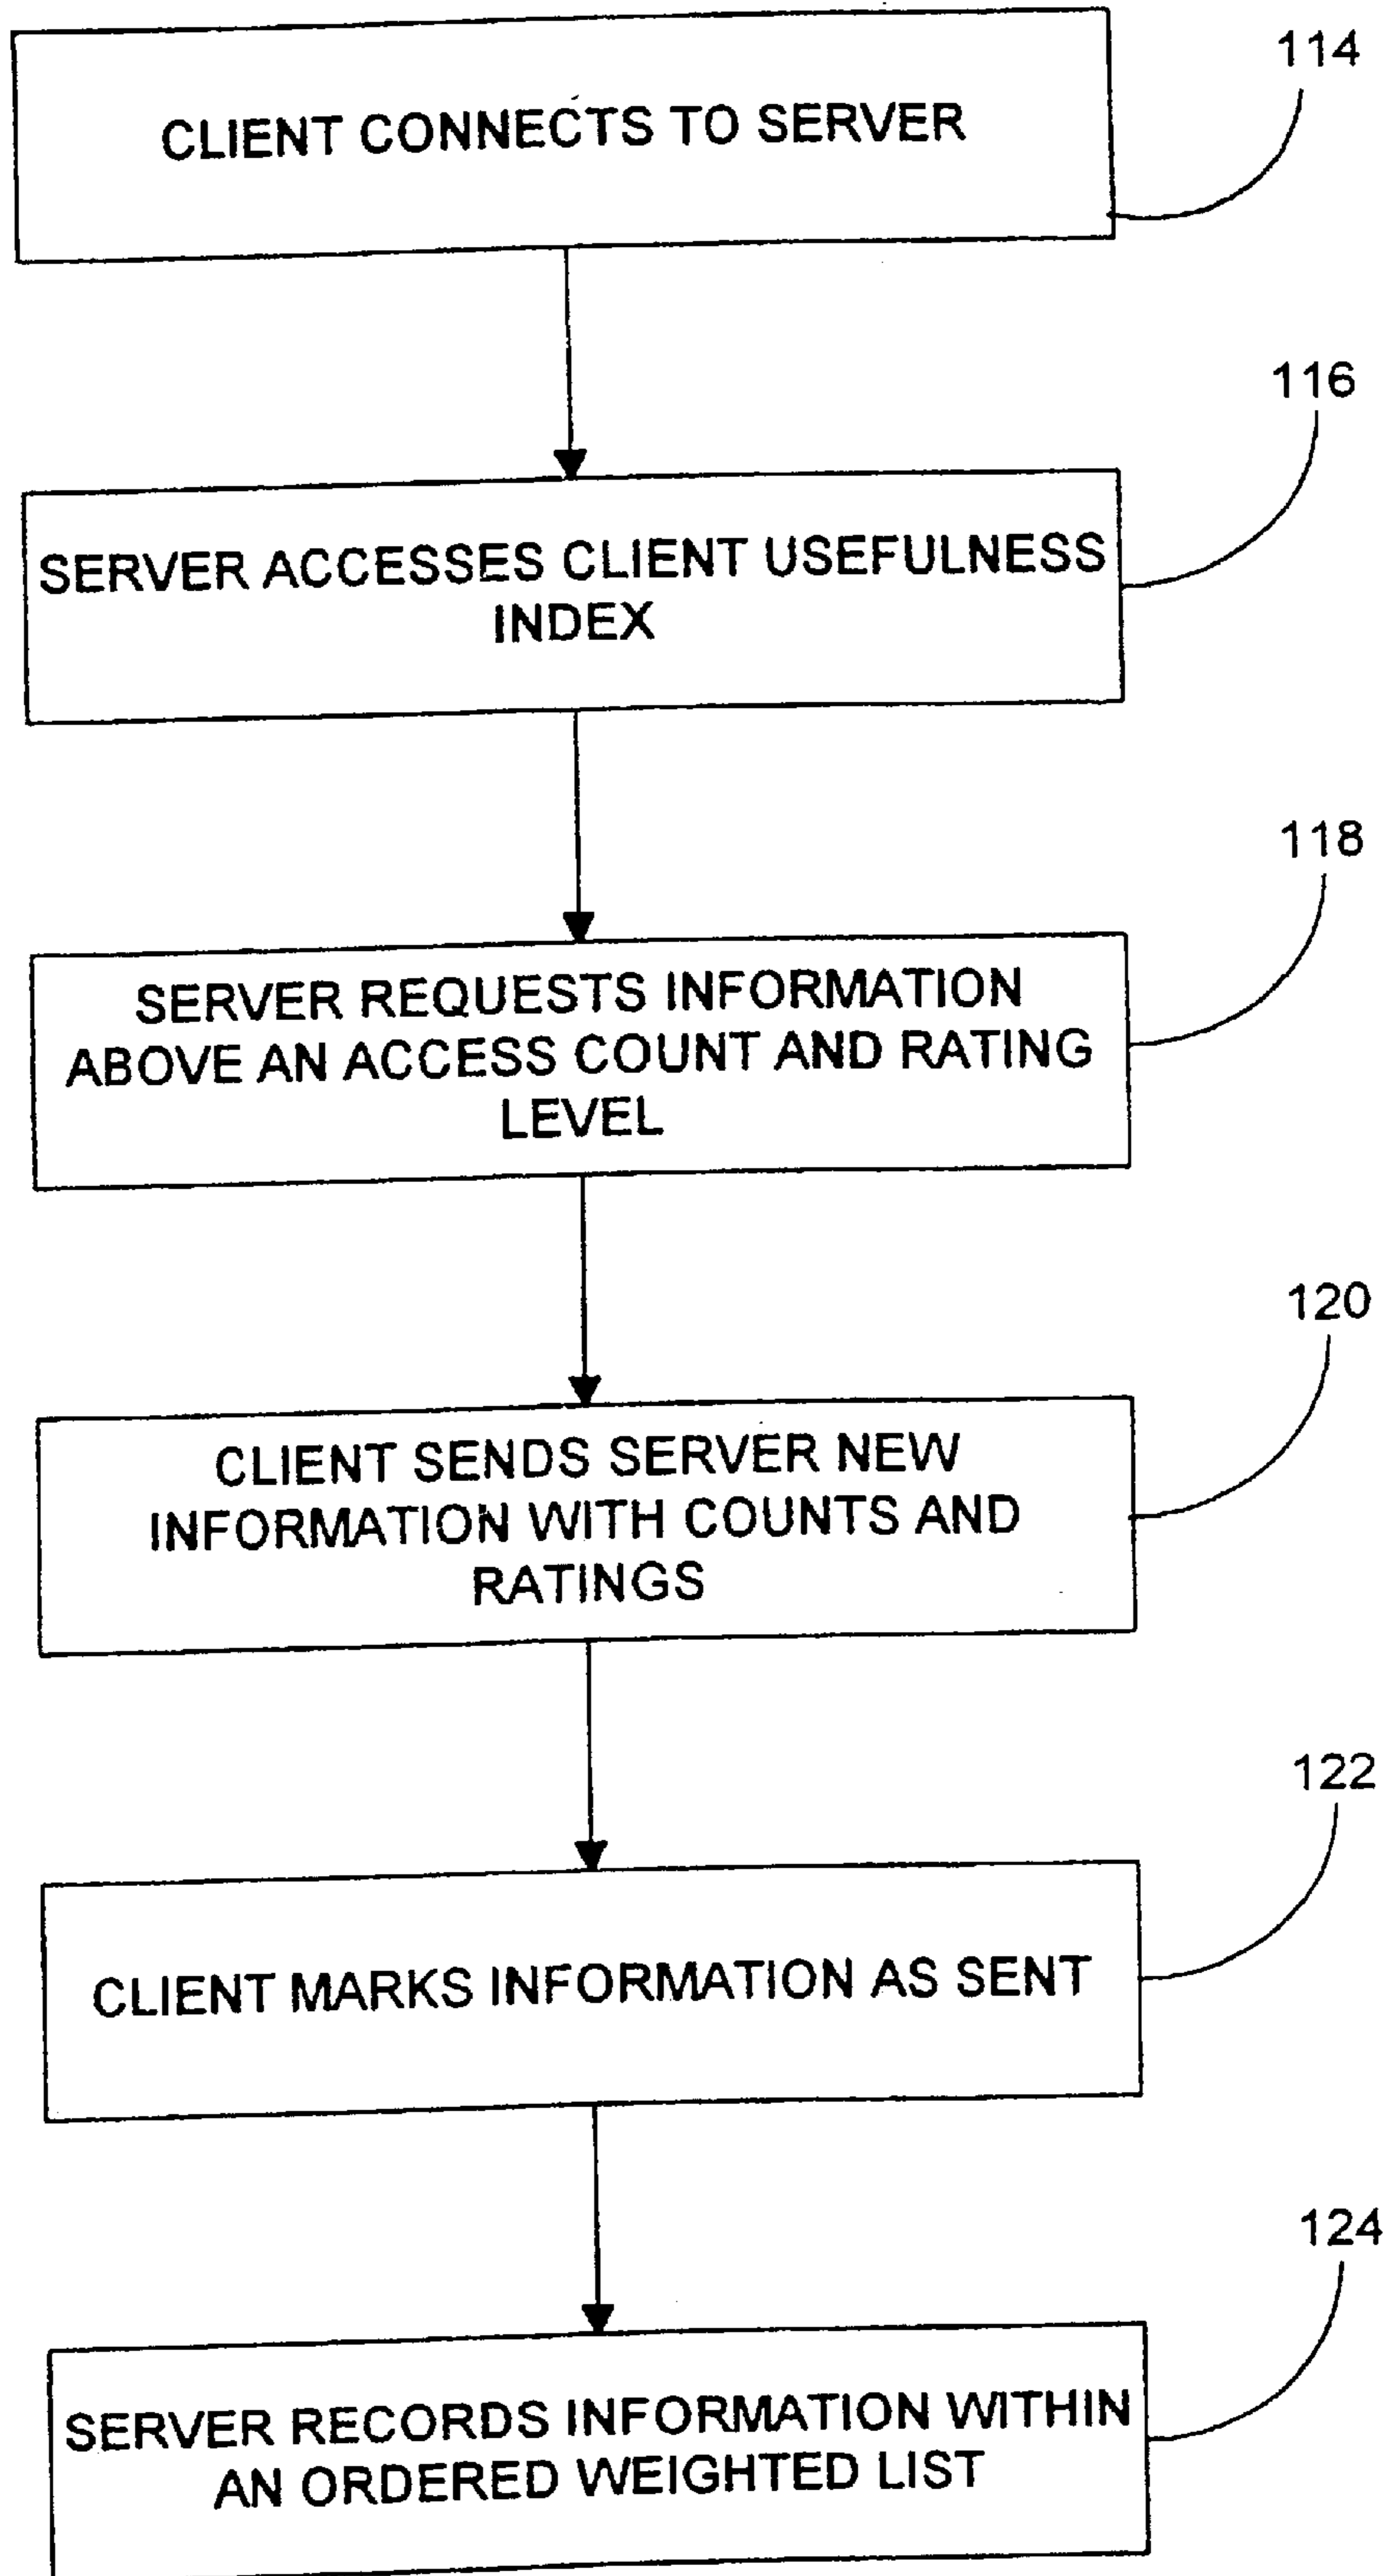 114
CLIENT CONNECTS TO SERVER
116
SERVER ACCESSES CLIENT USEFULNESS
INDEX
118
SERVER REQUESTS INFORMATION
ABOVE AN ACCESS COUNT AND RATING
LEVEL
120
CLIENT SENDS SERVER NEW
INFORMATION WITH COUNTS AND
RATINGS
122
CLIENT MARKS INFORMATION AS SENT
124
SERVER RECORDS INFORMATION WITHIN
AN ORDERED WEIGHTED LIST